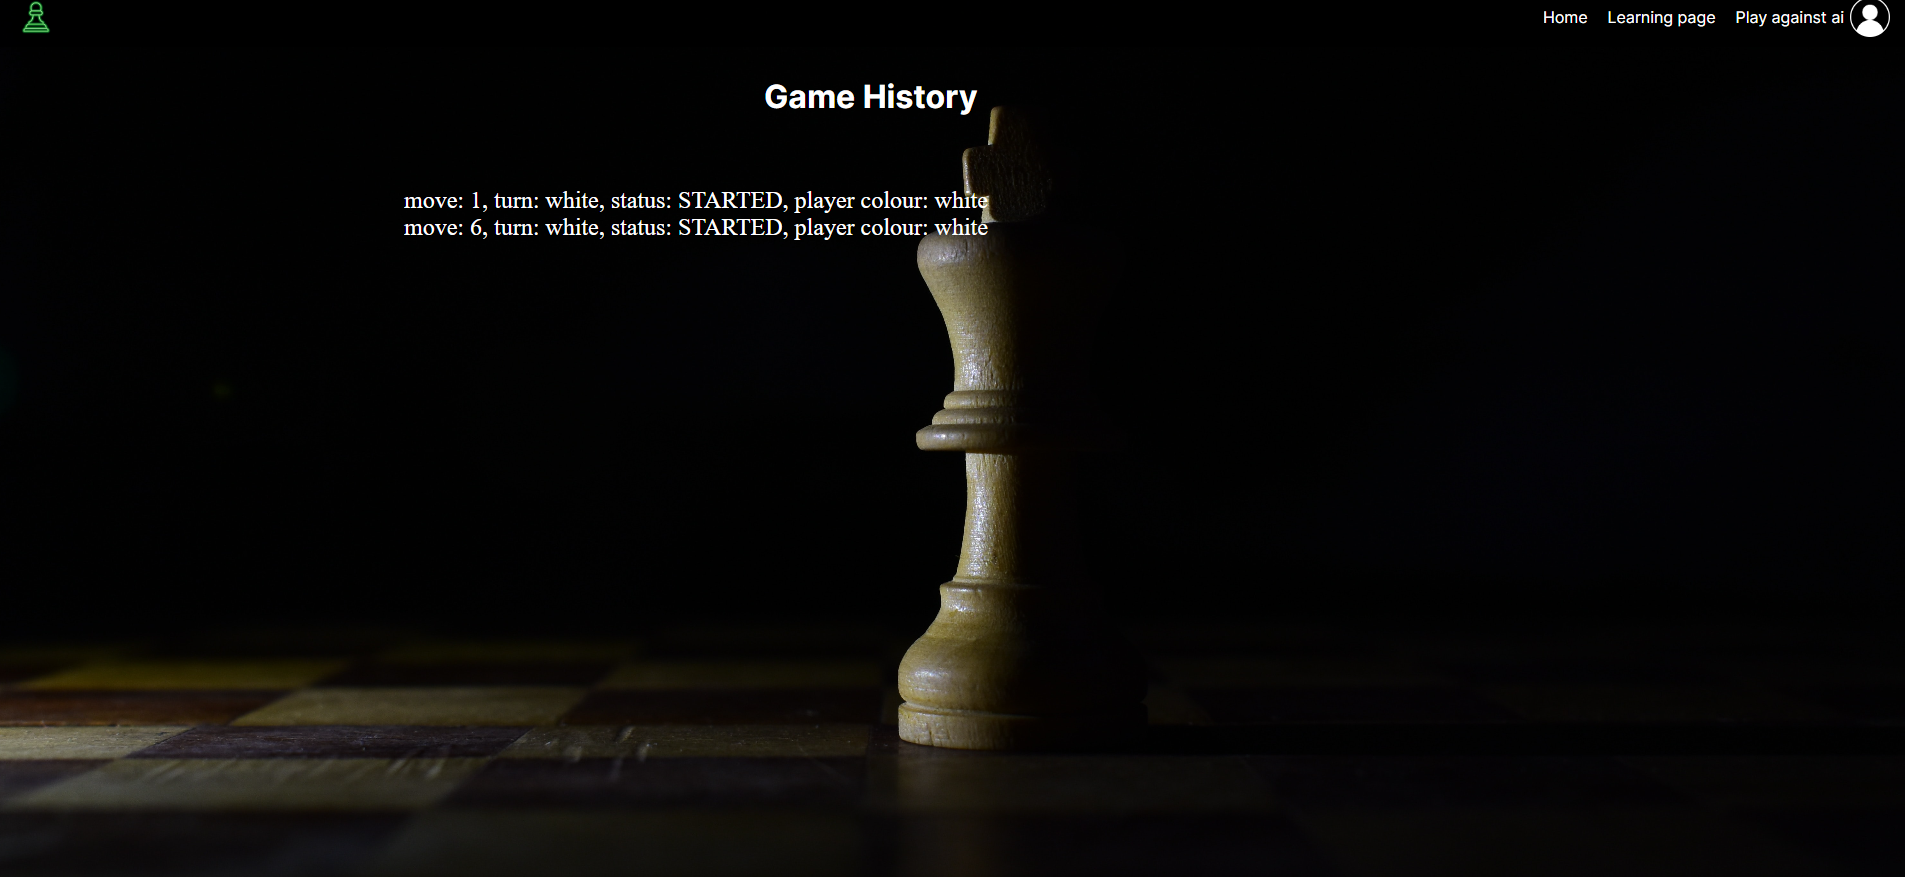 Home Learning page Play against ai
Game History
move: 1, turn: white, status: STARTED, player colour: white
move: 6, turn: white, status: STARTED, player colour: white